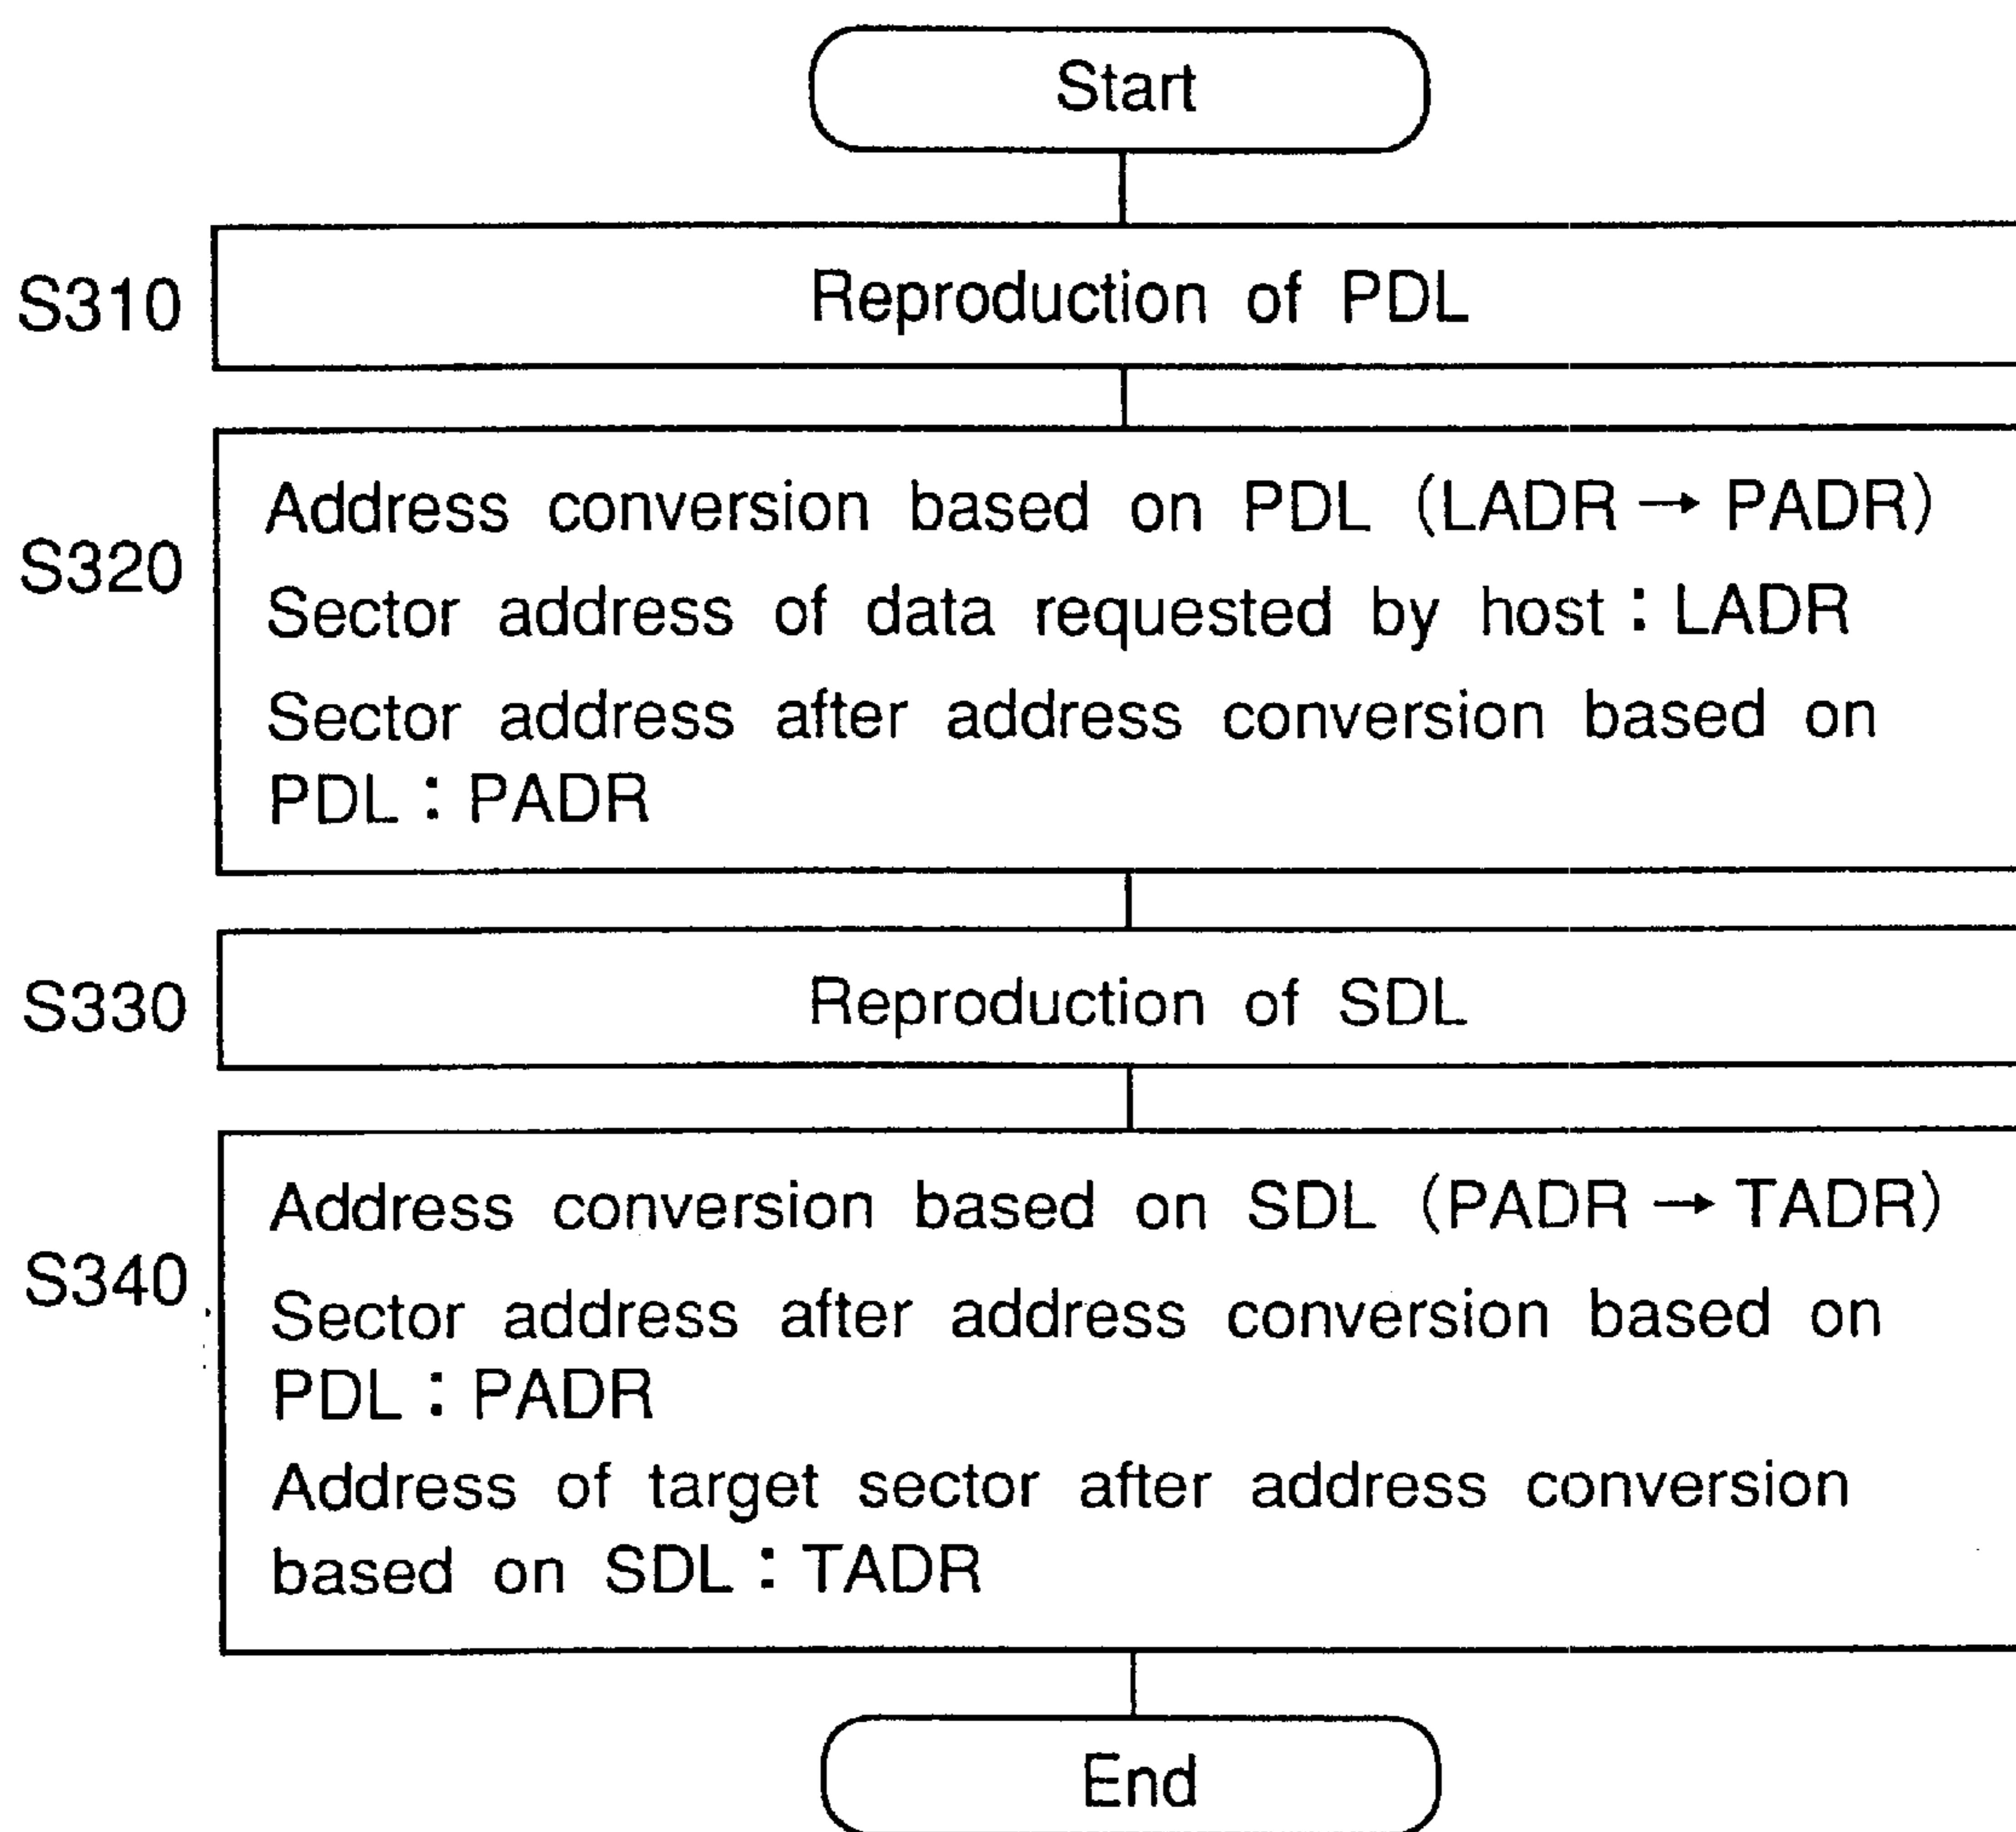 Start
S310
Reproduction of PDL
S320
Address conversion based on PDL (LADR → PADR)
Sector address of data requested by host : LADR
Sector address after address conversion based on
PDL : PADR
S330
Reproduction of SDL
S340
Address conversion based on SDL (PADR → TADR)
Sector address after address conversion based on
PDL : PADR
Address of target sector after address conversion
based on SDL : TADR
End